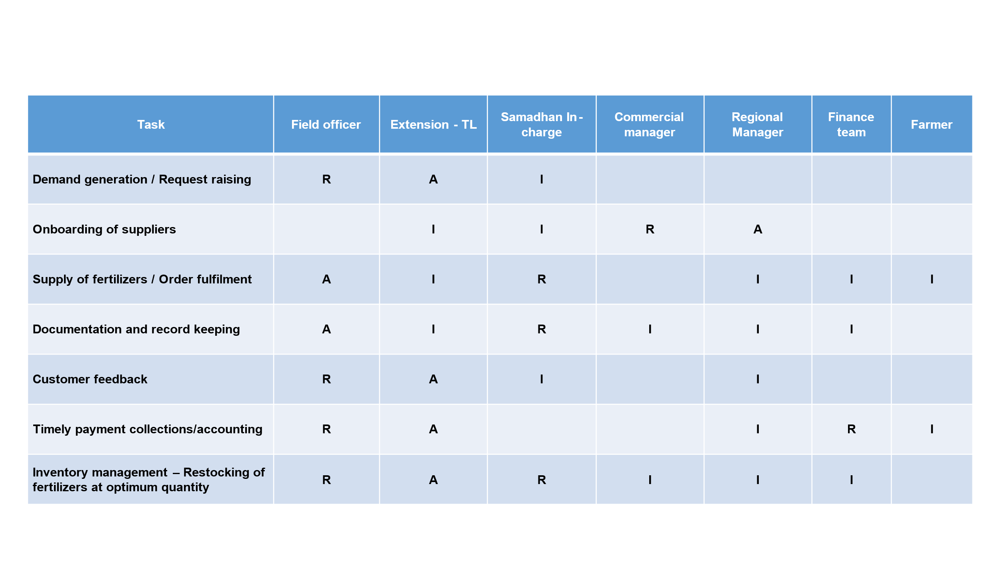 Task Field officer Extension - TL Samadhan In-charge Commercial manager Regional Manager Finance team Farmer
Demand generation / Request raising R A I
Onboarding of suppliers I I R A
Supply of fertilizers / Order fulfilment A I R I I I
Documentation and record keeping A I R I I I
Customer feedback R A I I
Timely payment collections/accounting R A I R I
Inventory management – Restocking of
fertilizers at optimum quantity R A R I I I